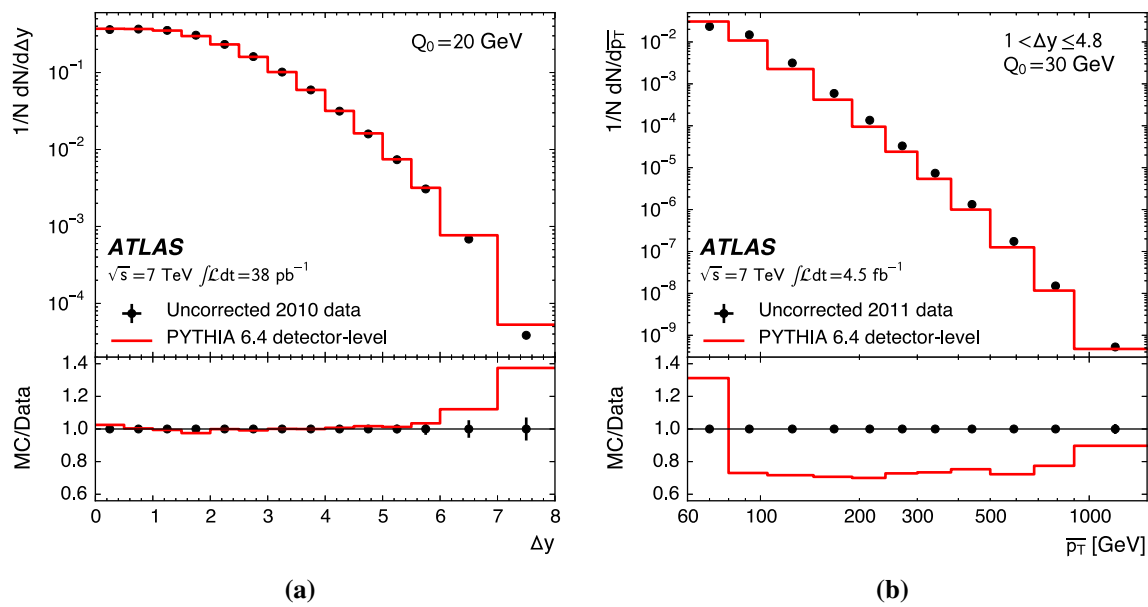 1/N dN/dΔy
10⁻¹
10⁻²
10⁻³
10⁻⁴
Q₀=20 GeV
ATLAS
√s=7 TeV ∫ℒdt=38 pb⁻¹
Uncorrected 2010 data
PYTHIA 6.4 detector-level
MC/Data
1.4
1.2
1.0
0.8
0.6
0 1 2 3 4 5 6 7 8
Δy
(a)
1/N dN/dp̅T̅
10⁻²
10⁻³
10⁻⁴
10⁻⁵
10⁻⁶
10⁻⁷
10⁻⁸
10⁻⁹
1<Δy≤4.8
Q₀=30 GeV
ATLAS
√s=7 TeV ∫ℒdt=4.5 fb⁻¹
Uncorrected 2011 data
PYTHIA 6.4 detector-level
MC/Data
1.4
1.2
1.0
0.8
0.6
60 100 200 300 500 1000
p̅T̅ [GeV]
(b)